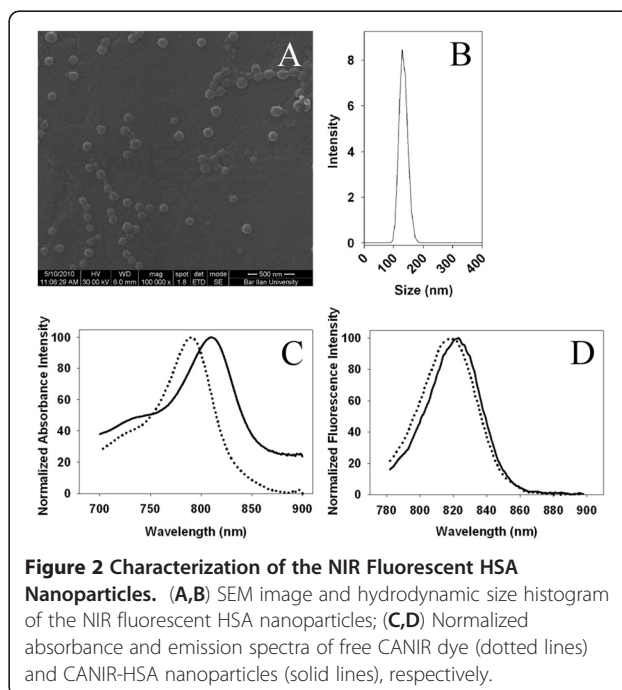 A
5/10/2010 HV WD mag spot det mode 500 nm
11:06:29 AM 30.00 kV 6.0 mm 100 000 x 1.8 ETD SE Bar Ilan University
B
Intensity
8
6
4
2
0
0 100 200 300 400
Size (nm)
C
Normalized Absorbance Intensity
100
80
60
40
20
0
700 750 800 850 900
Wavelength (nm)
D
Normalized Fluorescence Intensity
100
80
60
40
20
0
780 800 820 840 860 880 900
Wavelength (nm)
Figure 2 Characterization of the NIR Fluorescent HSA
Nanoparticles. (A,B) SEM image and hydrodynamic size histogram
of the NIR fluorescent HSA nanoparticles; (C,D) Normalized
absorbance and emission spectra of free CANIR dye (dotted lines)
and CANIR-HSA nanoparticles (solid lines), respectively.